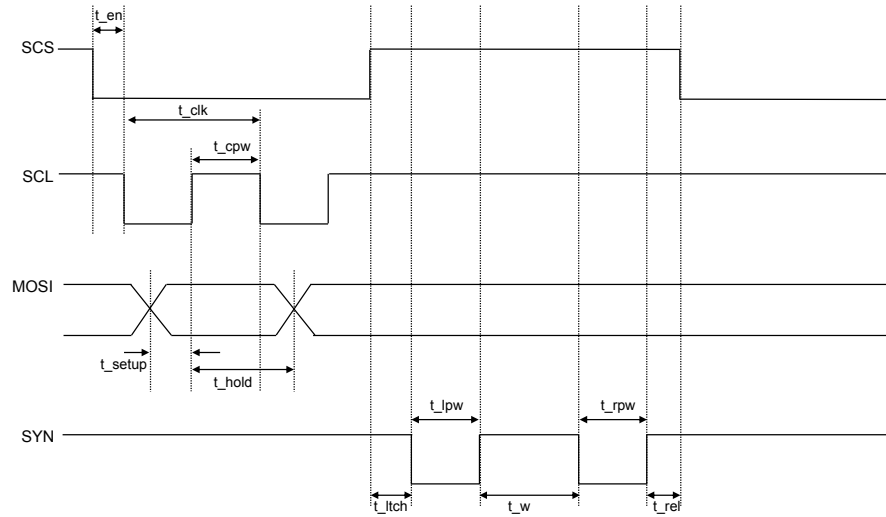 t_en
SCS
t_clk
t_cpw
SCL
MOSI
t_setup
t_hold
t_lpw
t_rpw
SYN
t_ltch
t_w
t_rel